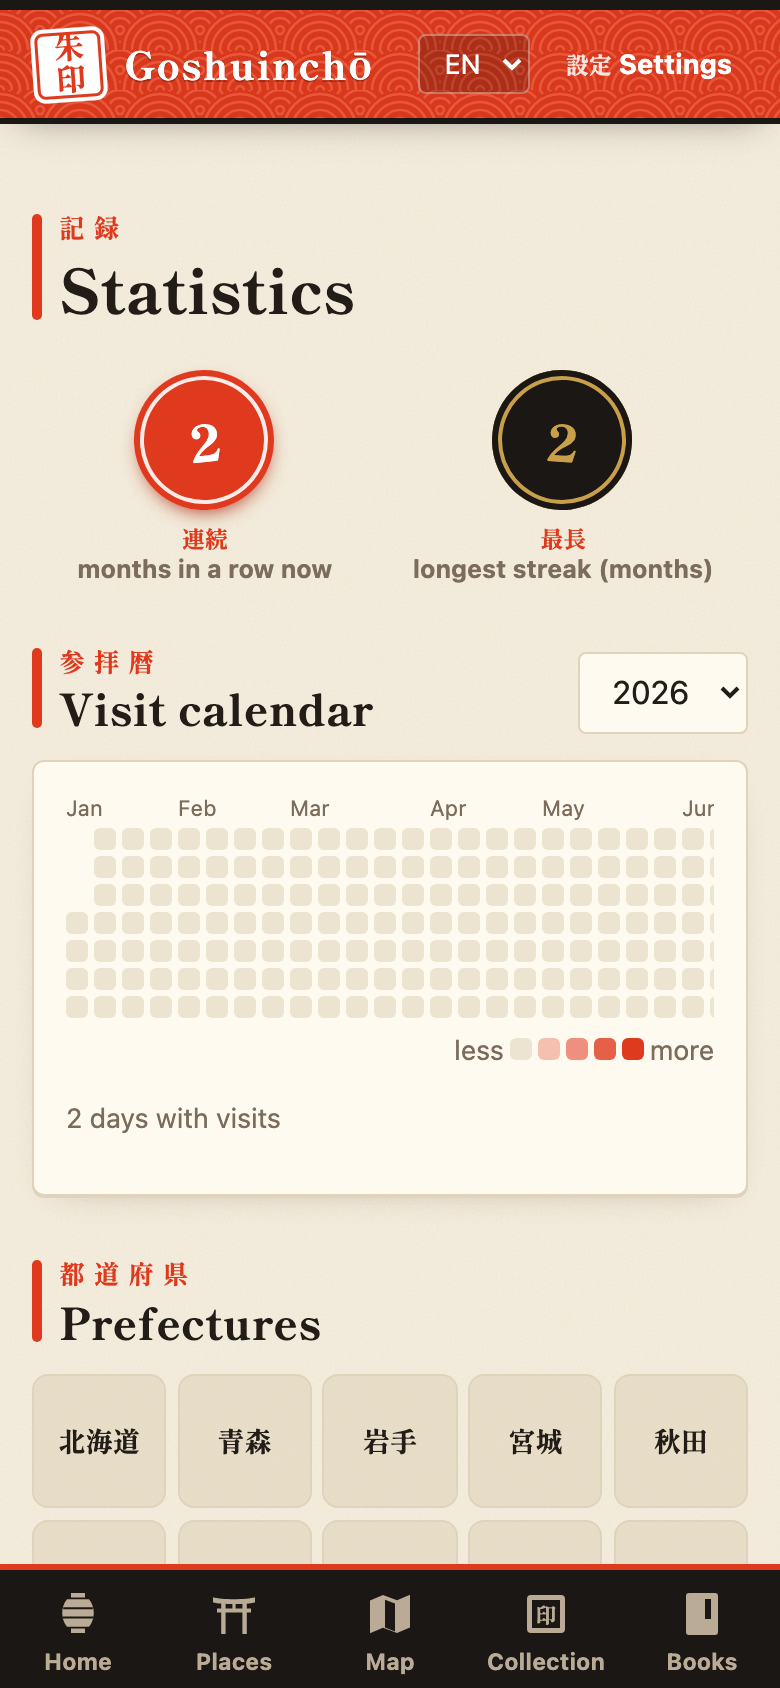 朱印
Goshuinchō
EN
設定 Settings
記録
Statistics
2
2
連続
最長
months in a row now
longest streak (months)
参拝暦
Visit calendar
2026
Jan Feb Mar Apr May Jun
less more
2 days with visits
都道府県
Prefectures
北海道 青森 岩手 宮城 秋田
印
Home Places Map Collection Books